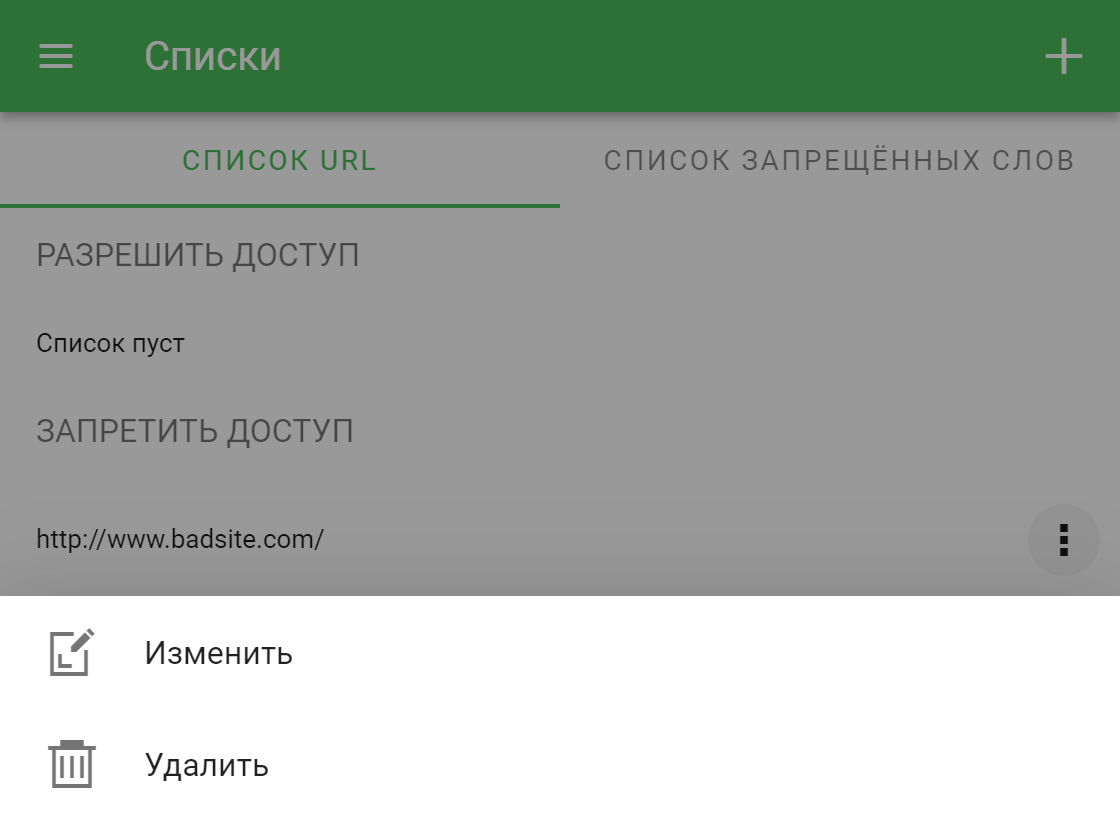 Списки
СПИСОК URL
СПИСОК ЗАПРЕЩЁННЫХ СЛОВ
РАЗРЕШИТЬ ДОСТУП
Список пуст
ЗАПРЕТИТЬ ДОСТУП
http://www.badsite.com/
Изменить
Удалить